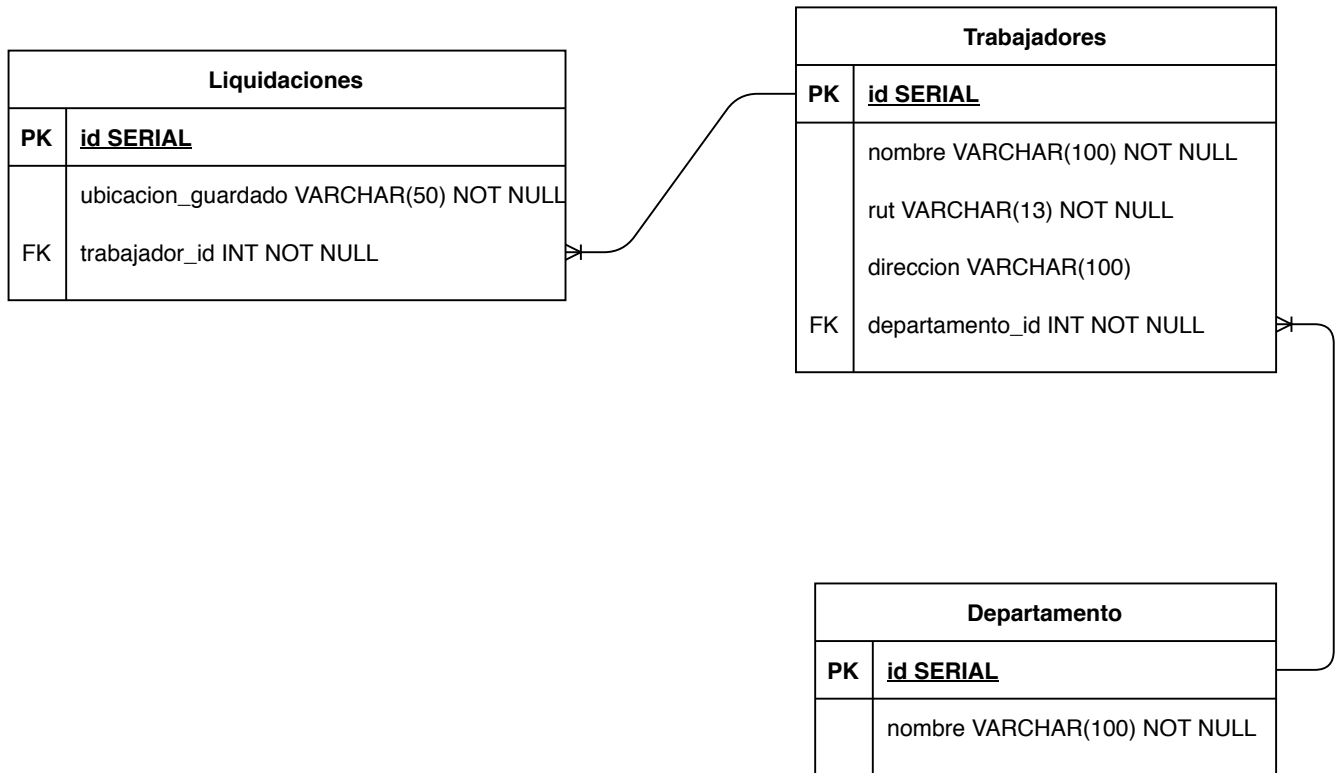 Liquidaciones
PK id SERIAL
ubicacion_guardado VARCHAR(50) NOT NULL
FK trabajador_id INT NOT NULL
Trabajadores
PK id SERIAL
nombre VARCHAR(100) NOT NULL
rut VARCHAR(13) NOT NULL
direccion VARCHAR(100)
FK departamento_id INT NOT NULL
Departamento
PK id SERIAL
nombre VARCHAR(100) NOT NULL